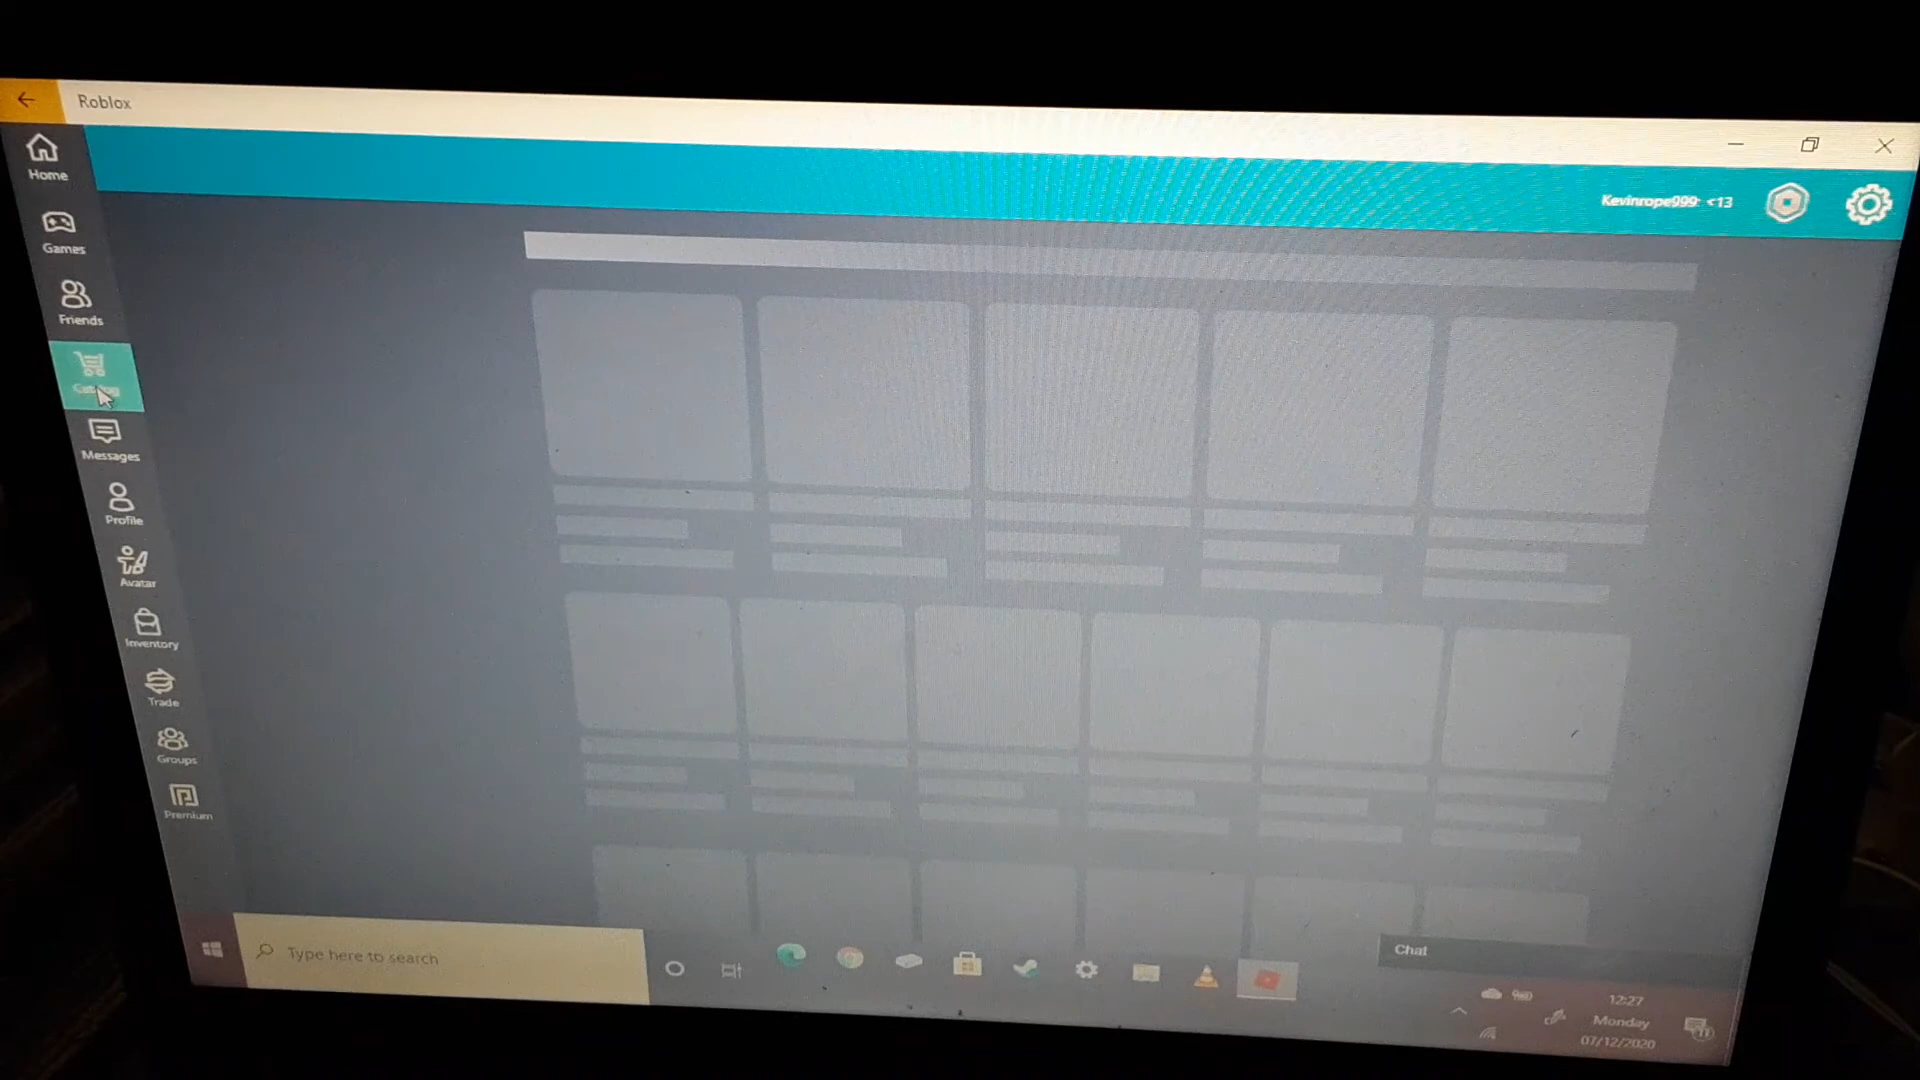 Roblox
Home
Kevinrope999: <13
Games
Friends
Catalog
Messages
Profile
Avatar
Inventory
Trade
Groups
Premium
Chat
Type here to search
12:27
Monday
07/12/2020